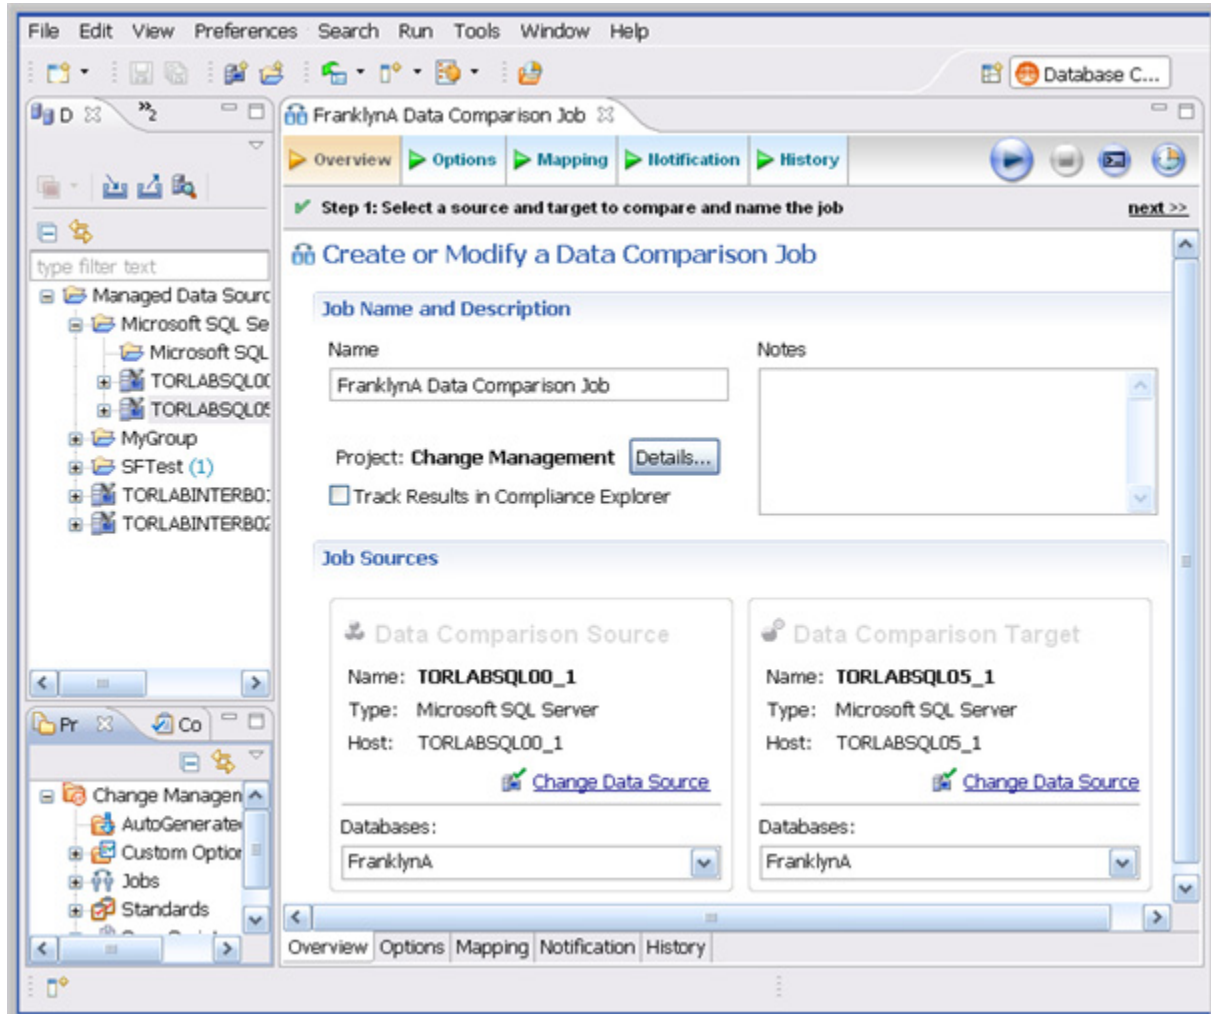 File Edit View Preferences Search Run Tools Window Help
Database C...
D »2
FranklynA Data Comparison Job
Overview Options Mapping Notification History
Step 1: Select a source and target to compare and name the job next >>
type filter text
Managed Data Sourc
Microsoft SQL Se
Microsoft SQL
TORLABSQL00
TORLABSQL05
MyGroup
SFTest (1)
TORLABINTERB01
TORLABINTERB02
Create or Modify a Data Comparison Job
Job Name and Description
Name Notes
FranklynA Data Comparison Job
Project: Change Management Details...
Track Results in Compliance Explorer
Job Sources
Data Comparison Source
Name: TORLABSQL00_1
Type: Microsoft SQL Server
Host: TORLABSQL00_1
Change Data Source
Databases:
FranklynA
Data Comparison Target
Name: TORLABSQL05_1
Type: Microsoft SQL Server
Host: TORLABSQL05_1
Change Data Source
Databases:
FranklynA
Pr Co
Change Managen
AutoGenerate
Custom Option
Jobs
Standards
Overview Options Mapping Notification History